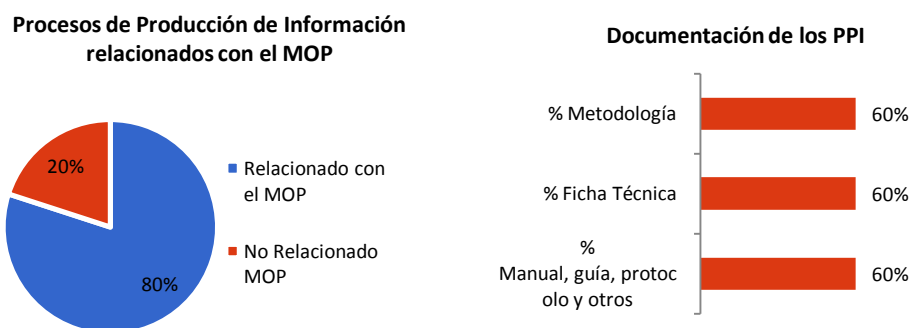 Procesos de Producción de Información
relacionados con el MOP
20%
80%
Relacionado con
el MOP
No Relacionado
MOP
Documentación de los PPI
% Metodología
60%
% Ficha Técnica
60%
%
Manual, guía, protoc
olo y otros
60%